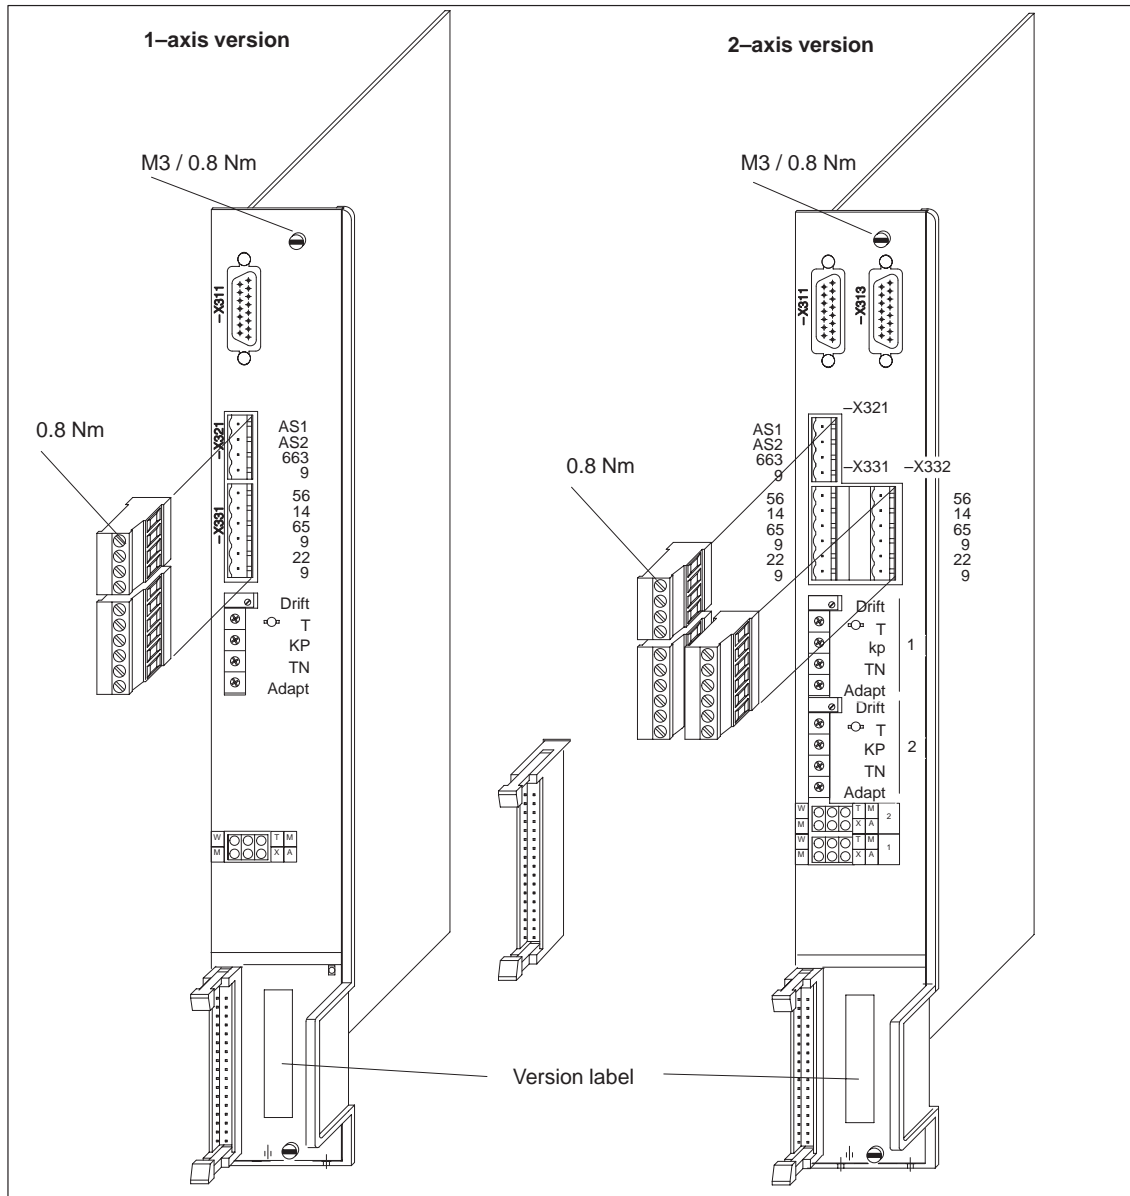 1–axis version
M3 / 0.8 Nm
–X311
0.8 Nm
–X321
AS1
AS2
663
9
–X331
56
14
65
9
22
9
Drift
T
KP
TN
Adapt
W T M
M X A
2–axis version
M3 / 0.8 Nm
–X311
–X313
–X321
AS1
AS2
663
9
0.8 Nm
–X331
–X332
56
14
65
9
22
9
56
14
65
9
22
9
Drift
T
kp
1
TN
Adapt
Drift
T
KP
2
TN
Adapt
W T M
M X A
2
W T M
M X A
1
Version label